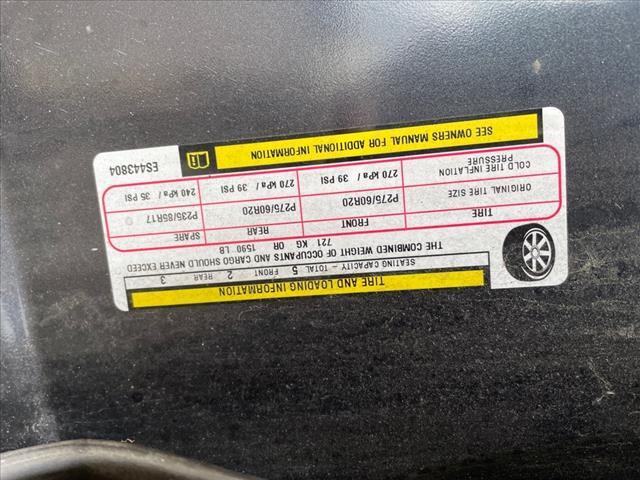 TIRE AND LOADING INFORMATION
SEATING CAPACITY – TOTAL 5 FRONT 2 REAR 3
THE COMBINED WEIGHT OF OCCUPANTS AND CARGO SHOULD NEVER EXCEED
721 KG OR 1590 LB
TIRE FRONT REAR SPARE
ORIGINAL TIRE SIZE P275/60R20 P275/60R20 P235/85R17
COLD TIRE INFLATION
PRESSURE 270 kPa / 39 PSI 270 kPa / 39 PSI 240 kPa / 35 PSI
SEE OWNERS MANUAL FOR ADDITIONAL INFORMATION
ES443804